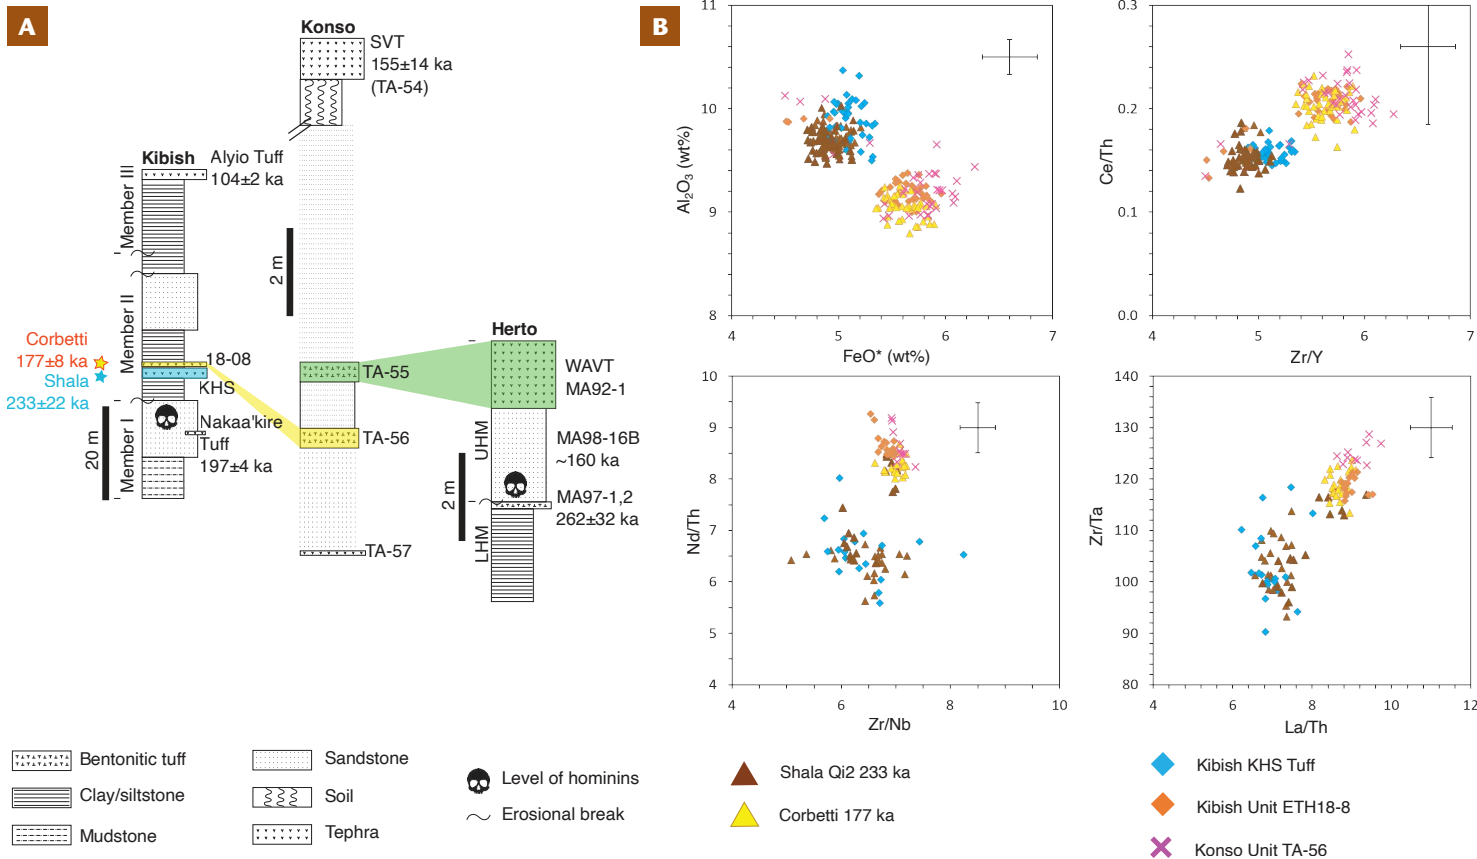 A
Konso
SVT
155±14 ka
(TA-54)
Kibish
Alyio Tuff
104±2 ka
Member III
Member II
Member I
2 m
Corbetti
177±8 ka
Shala
233±22 ka
18-08
KHS
Nakaa'kire
Tuff
197±4 ka
20 m
TA-55
TA-56
TA-57
Herto
WAVT
MA92-1
UHM
MA98-16B
~160 ka
MA97-1,2
262±32 ka
2 m
LHM
B
11
10
9
8
Al2O3 (wt%)
4
5
6
7
FeO* (wt%)
0.3
0.2
0.1
0.0
Ce/Th
4
5
6
7
Zr/Y
10
9
8
7
6
5
4
Nd/Th
4
6
8
10
Zr/Nb
140
130
120
110
100
90
80
Zr/Ta
4
6
8
10
12
La/Th
Bentonitic tuff
Clay/siltstone
Mudstone
Sandstone
Soil
Tephra
Level of hominins
Erosional break
Shala Qi2 233 ka
Corbetti 177 ka
Kibish KHS Tuff
Kibish Unit ETH18-8
Konso Unit TA-56